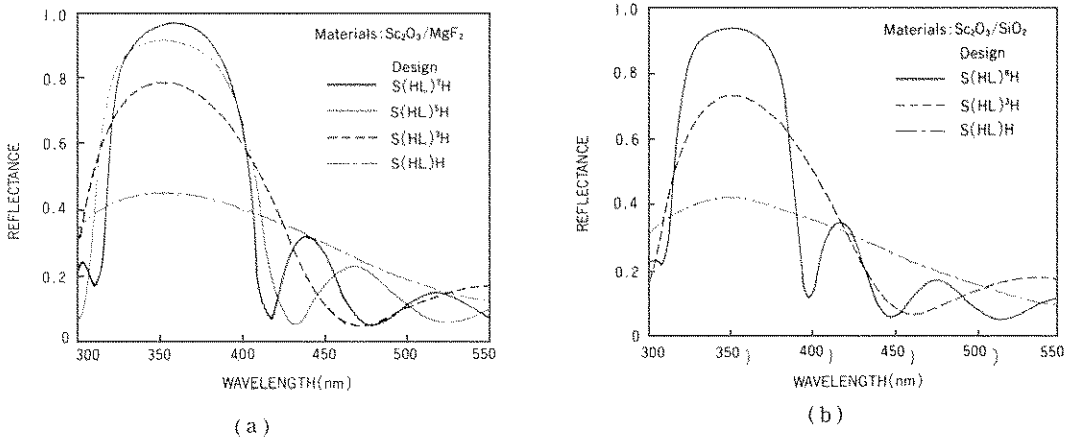 1.0
0.8
0.6
0.4
0.2
0
REFLECTANCE
Materials: Sc₂O₃/MgF₂
Design
S(HL)⁷H
S(HL)⁵H
S(HL)³H
S(HL)H
300 350 400 450 500 550
WAVELENGTH(nm)
(a)
1.0
0.8
0.6
0.4
0.2
0
REFLECTANCE
Materials: Sc₂O₃/SiO₂
Design
S(HL)³H
S(HL)H
300 350) 400) 450) 500) 550
WAVELENGTH(nm)
(b)